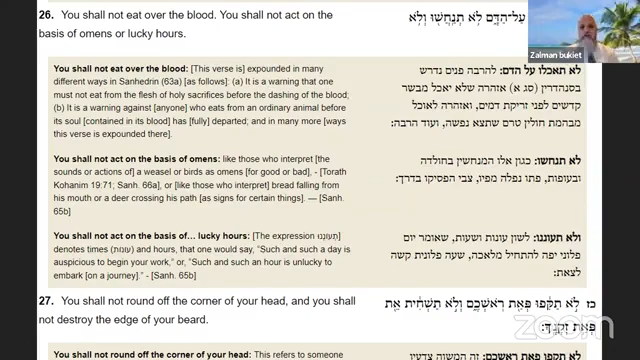 26. You shall not eat over the blood. You shall not act on the
basis of omens or lucky hours.
עַל־הַדָּ֑ם לֹ֥א תְנַֽחֲשׁ֖וּ וְלֹ֥א
Zalman bukiet
You shall not eat over the blood: [This verse is] expounded in many
different ways in Sanhedrin (63a) [as follows]: (a) It is a warning that one
must not eat from the flesh of holy sacrifices before the dashing of the blood;
(b) It is a warning against [anyone] who eats from an ordinary animal before
its soul [contained in its blood] has [fully] departed; and in many more [ways
this verse is expounded there].
לא תאכלו על הדם: להרבה פנים נדרש
בסנהדרין (סג א) אזהרה שלא יאכל מבשר
קדשים לפני זריקת דמים, ואזהרה לאוכל
מבהמת חולין טרם שתצא נפשה, ועוד הרבה:
You shall not act on the basis of omens: like those who interpret [the
sounds or actions of] a weasel or birds as omens [for good or bad], - [Torath
Kohanim 19:71; Sanh. 66a], or [like those who interpret] bread falling from
his mouth or a deer crossing his path [as signs for certain things]. — [Sanh.
65b]
לא תנחשו: כגון אלו המנחשין בחולדה
ובעופות, פתו נפלה מפיו, צבי הפסיקו בדרך:
You shall not act on the basis of… lucky hours: [The expression תְּעוֹנְנוּ
denotes times (עוֹנוֹת) and hours, that one would say, "Such and such a day is
auspicious to begin your work," or, "Such and such an hour is unlucky to
embark [on a journey]." - [Sanh. 65b]
ולא תעוננו: לשון עונות ושעות, שאומר יום
פלוני יפה להתחיל מלאכה, שעה פלונית קשה
לצאת:
27. You shall not round off the corner of your head, and you shall
not destroy the edge of your beard.
כז לֹ֣א תַקִּ֔פוּ פְּאַ֖ת רֹֽאשְׁכֶ֑ם וְלֹ֣א תַשְׁחִ֔ית אֵ֖ת
פְּאַ֥ת זְקָנֶֽךָ:
zoom
You shall not round off the corner of your head: This refers to someone
לא תקפו פאת ראשכם: זה המשוה צדעיו